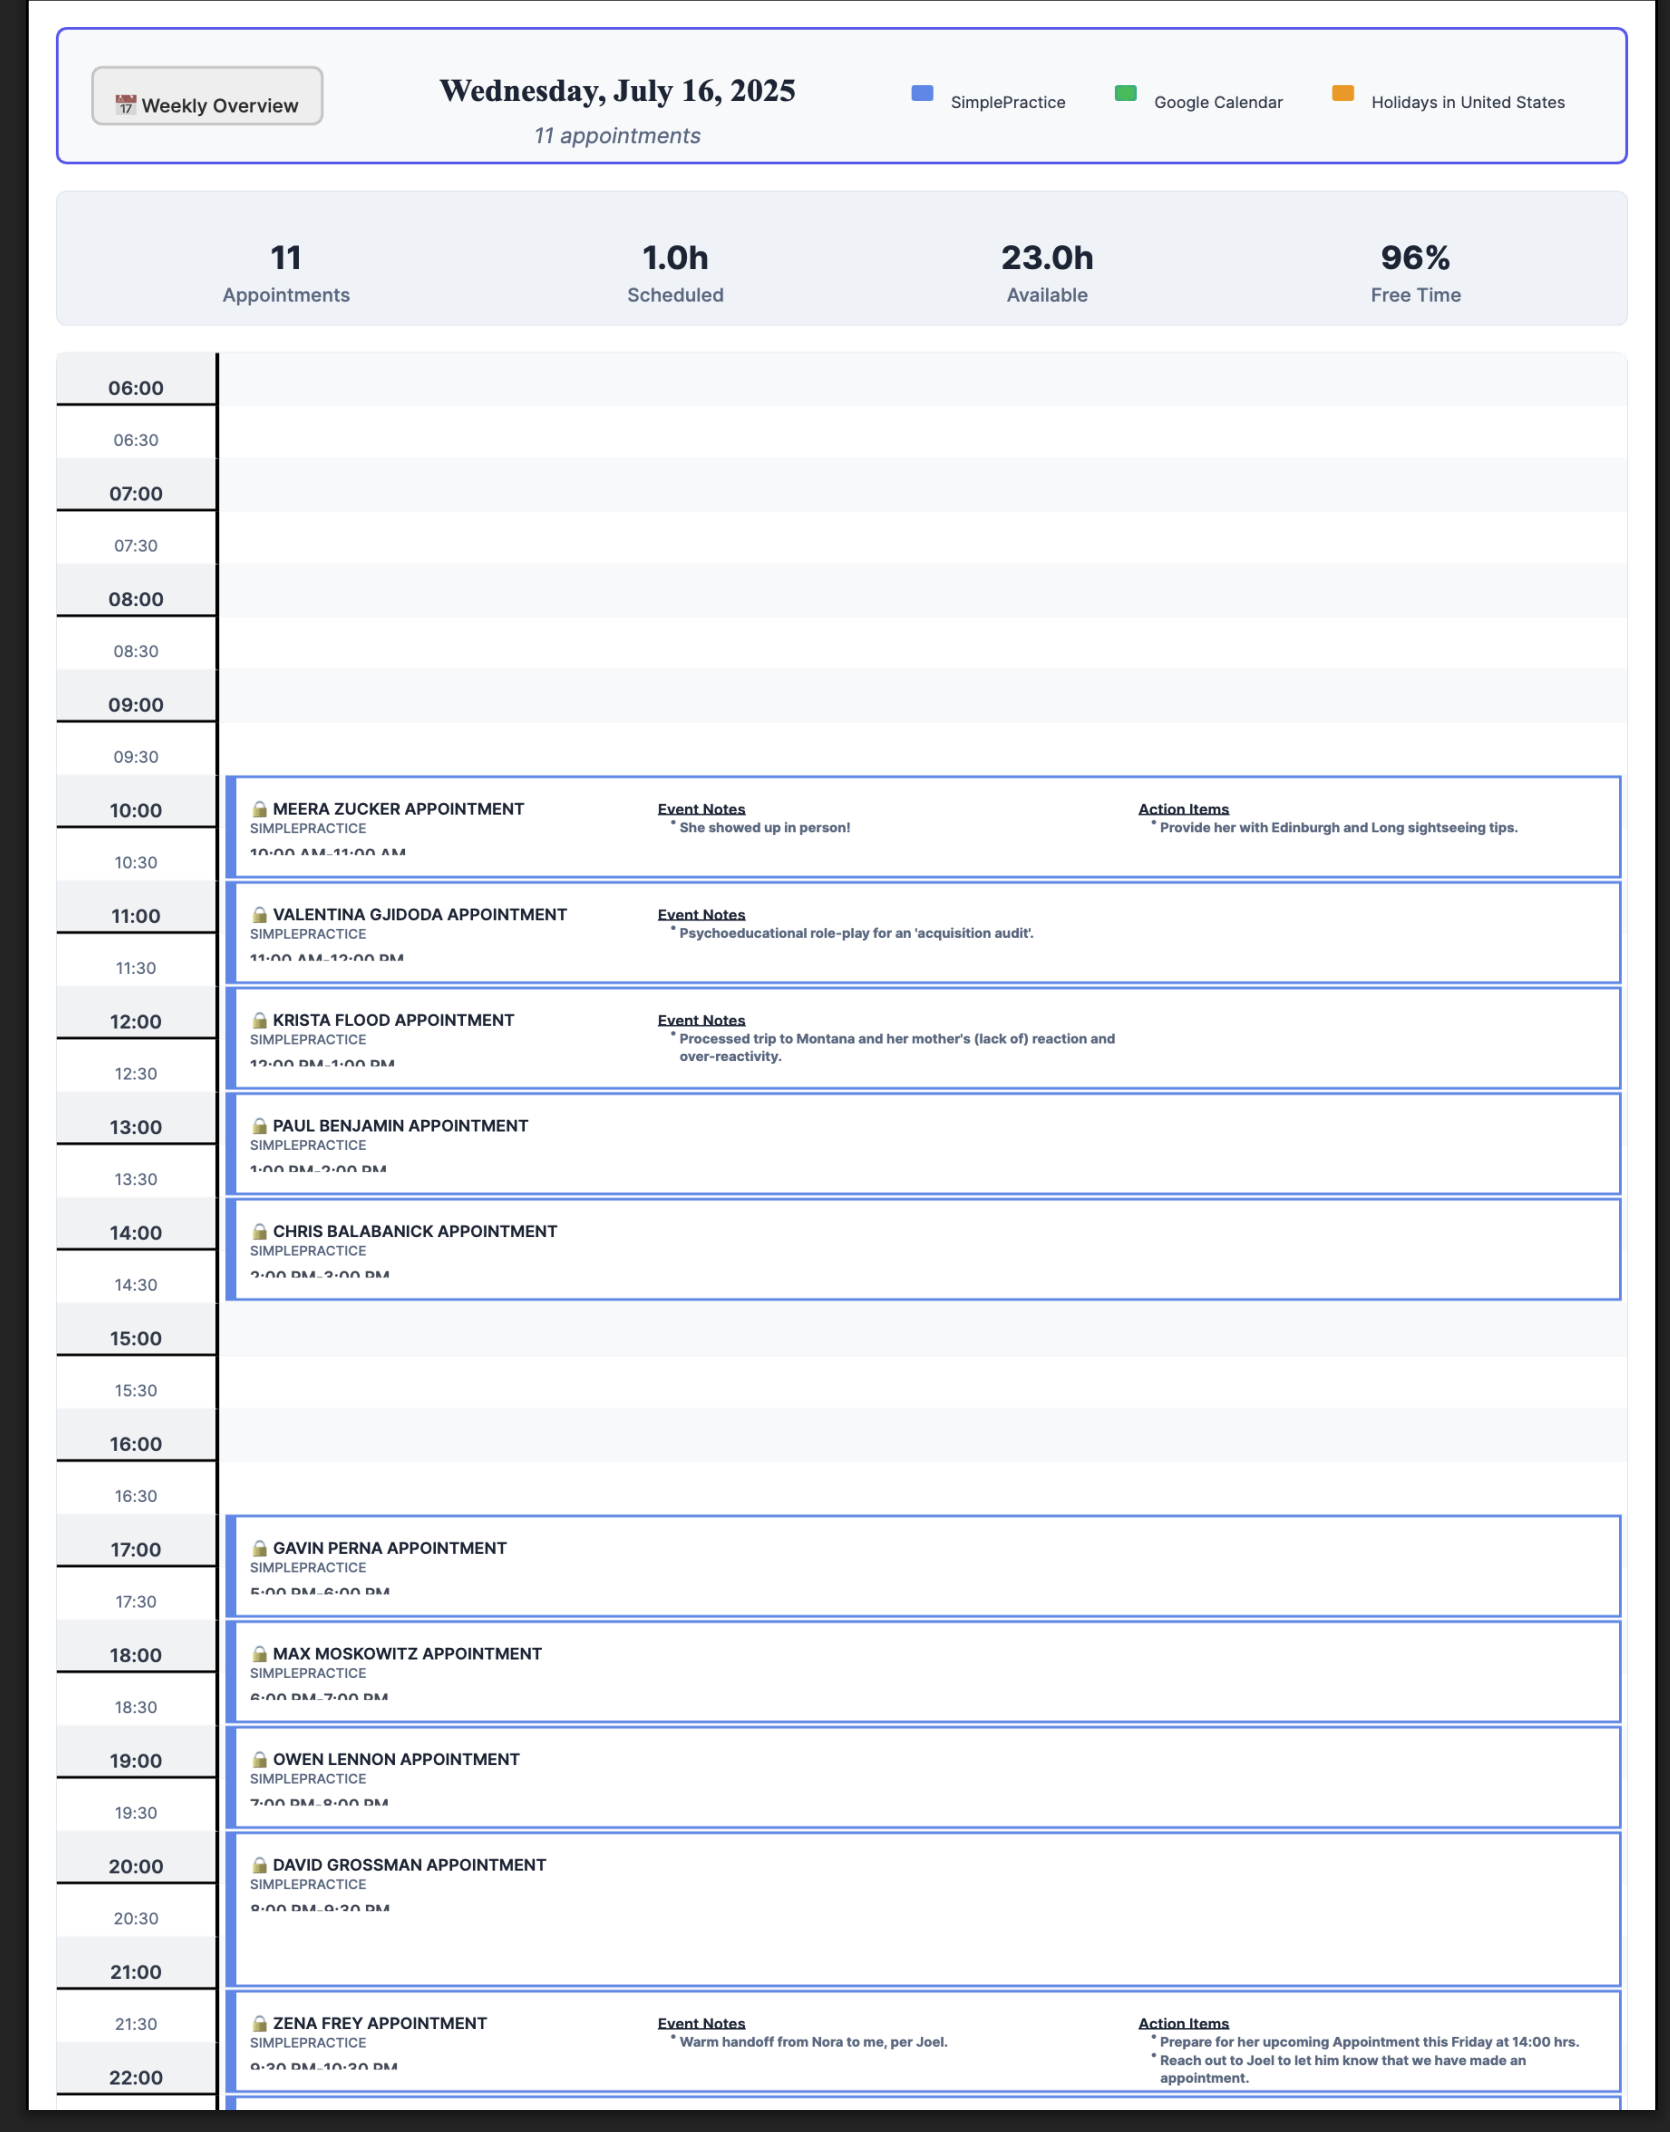 Weekly Overview
Wednesday, July 16, 2025
11 appointments
SimplePractice
Google Calendar
Holidays in United States
11
Appointments
1.0h
Scheduled
23.0h
Available
96%
Free Time
06:00
06:30
07:00
07:30
08:00
08:30
09:00
09:30
10:00
10:30
MEERA ZUCKER APPOINTMENT
SIMPLEPRACTICE
10:00 AM-11:00 AM
Event Notes
• She showed up in person!
Action Items
• Provide her with Edinburgh and Long sightseeing tips.
11:00
11:30
VALENTINA GJIDODA APPOINTMENT
SIMPLEPRACTICE
11:00 AM-12:00 PM
Event Notes
• Psychoeducational role-play for an 'acquisition audit'.
12:00
12:30
KRISTA FLOOD APPOINTMENT
SIMPLEPRACTICE
12:00 PM-1:00 PM
Event Notes
• Processed trip to Montana and her mother's (lack of) reaction and
over-reactivity.
13:00
13:30
PAUL BENJAMIN APPOINTMENT
SIMPLEPRACTICE
1:00 PM-2:00 PM
14:00
14:30
CHRIS BALABANICK APPOINTMENT
SIMPLEPRACTICE
2:00 PM-3:00 PM
15:00
15:30
16:00
16:30
17:00
17:30
GAVIN PERNA APPOINTMENT
SIMPLEPRACTICE
5:00 PM-6:00 PM
18:00
18:30
MAX MOSKOWITZ APPOINTMENT
SIMPLEPRACTICE
6:00 PM-7:00 PM
19:00
19:30
OWEN LENNON APPOINTMENT
SIMPLEPRACTICE
7:00 PM-8:00 PM
20:00
20:30
21:00
DAVID GROSSMAN APPOINTMENT
SIMPLEPRACTICE
8:00 PM-9:30 PM
21:30
22:00
ZENA FREY APPOINTMENT
SIMPLEPRACTICE
9:30 PM-10:30 PM
Event Notes
• Warm handoff from Nora to me, per Joel.
Action Items
• Prepare for her upcoming Appointment this Friday at 14:00 hrs.
• Reach out to Joel to let him know that we have made an
appointment.